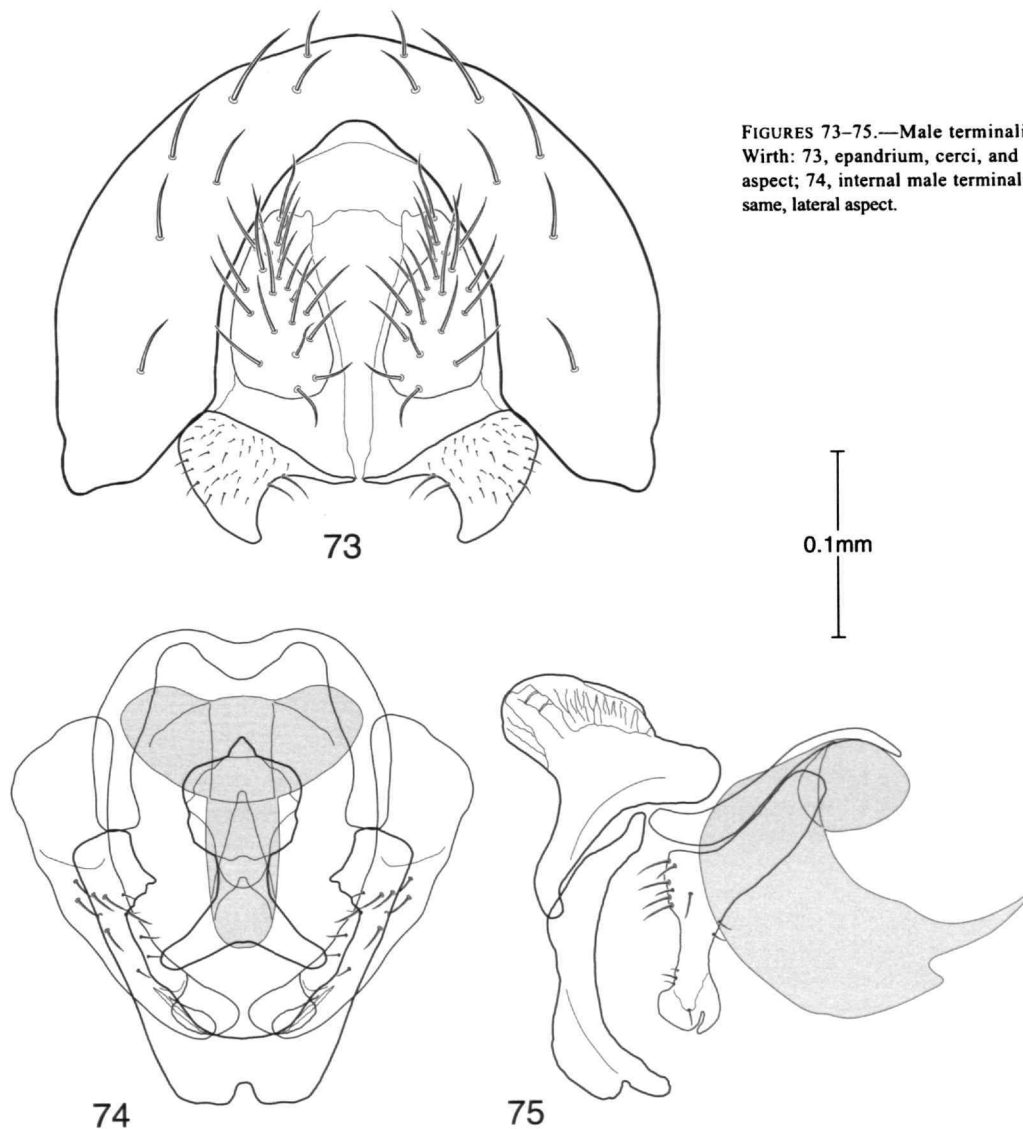 FIGURES 73–75.—Male terminali
Wirth: 73, epandrium, cerci, and
aspect; 74, internal male terminal
same, lateral aspect.
73
0.1mm
74
75